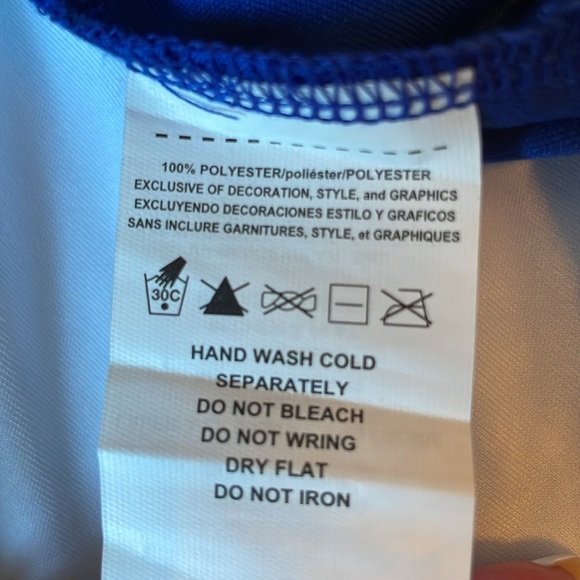 100% POLYESTER/poliéster/POLYESTER
EXCLUSIVE OF DECORATION, STYLE, and GRAPHICS
EXCLUYENDO DECORACIONES ESTILO Y GRAFICOS
SANS INCLURE GARNITURES, STYLE, et GRAPHIQUES
30C
HAND WASH COLD
SEPARATELY
DO NOT BLEACH
DO NOT WRING
DRY FLAT
DO NOT IRON